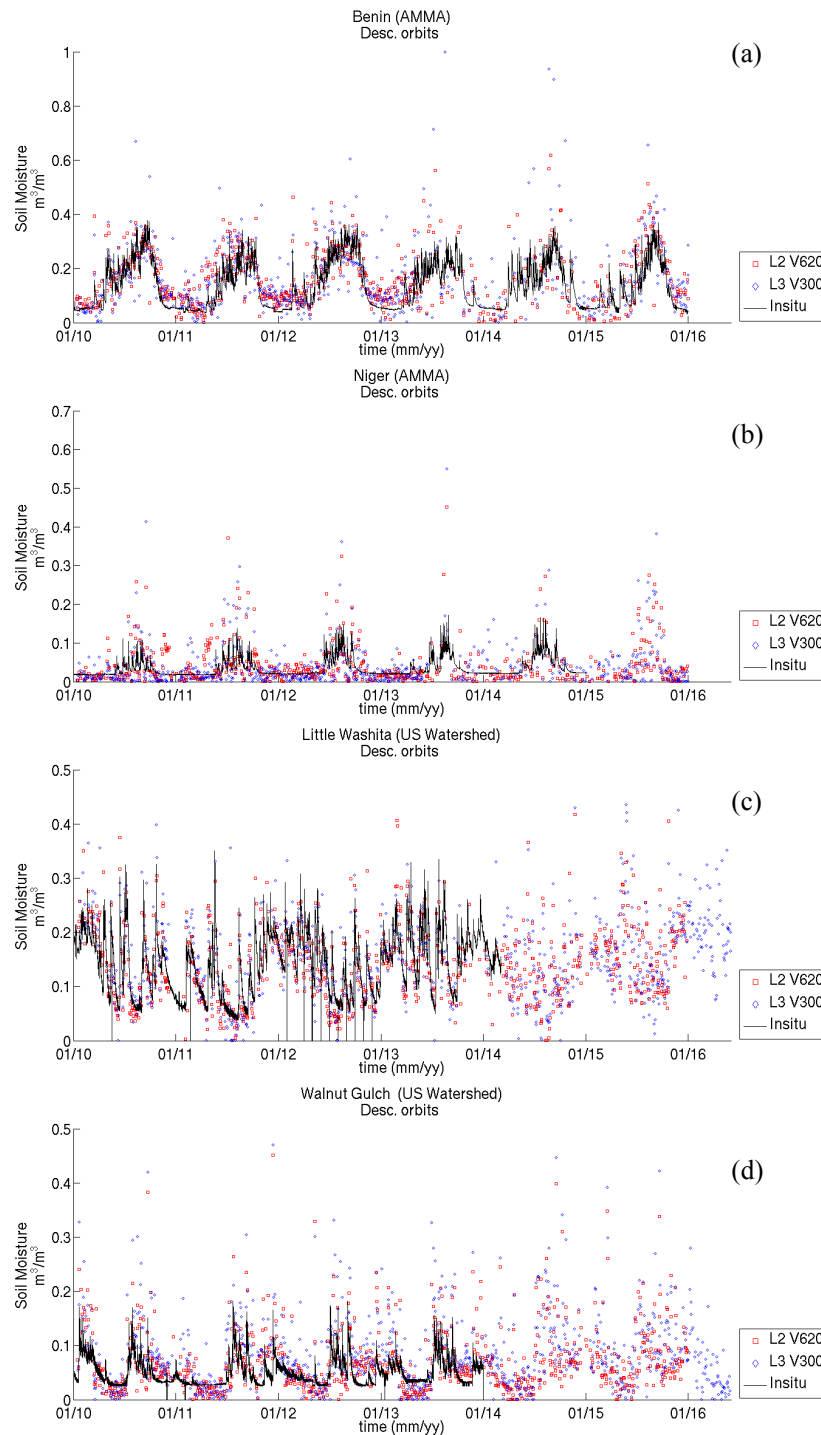 Benin (AMMA)
Desc. orbits
(a)
Soil Moisture
m³/m³
1
0.8
0.6
0.4
0.2
0
01/10 01/11 01/12 01/13 01/14 01/15 01/16
time (mm/yy)
L2 V620
L3 V300
Insitu
Niger (AMMA)
Desc. orbits
(b)
Soil Moisture
m³/m³
0.7
0.6
0.5
0.4
0.3
0.2
0.1
0
01/10 01/11 01/12 01/13 01/14 01/15 01/16
time (mm/yy)
L2 V620
L3 V300
Insitu
Little Washita (US Watershed)
Desc. orbits
(c)
Soil Moisture
m³/m³
0.5
0.4
0.3
0.2
0.1
0
01/10 01/11 01/12 01/13 01/14 01/15 01/16
time (mm/yy)
L2 V620
L3 V300
Insitu
Walnut Gulch (US Watershed)
Desc. orbits
(d)
Soil Moisture
m³/m³
0.5
0.4
0.3
0.2
0.1
0
01/10 01/11 01/12 01/13 01/14 01/15 01/16
time (mm/yy)
L2 V620
L3 V300
Insitu